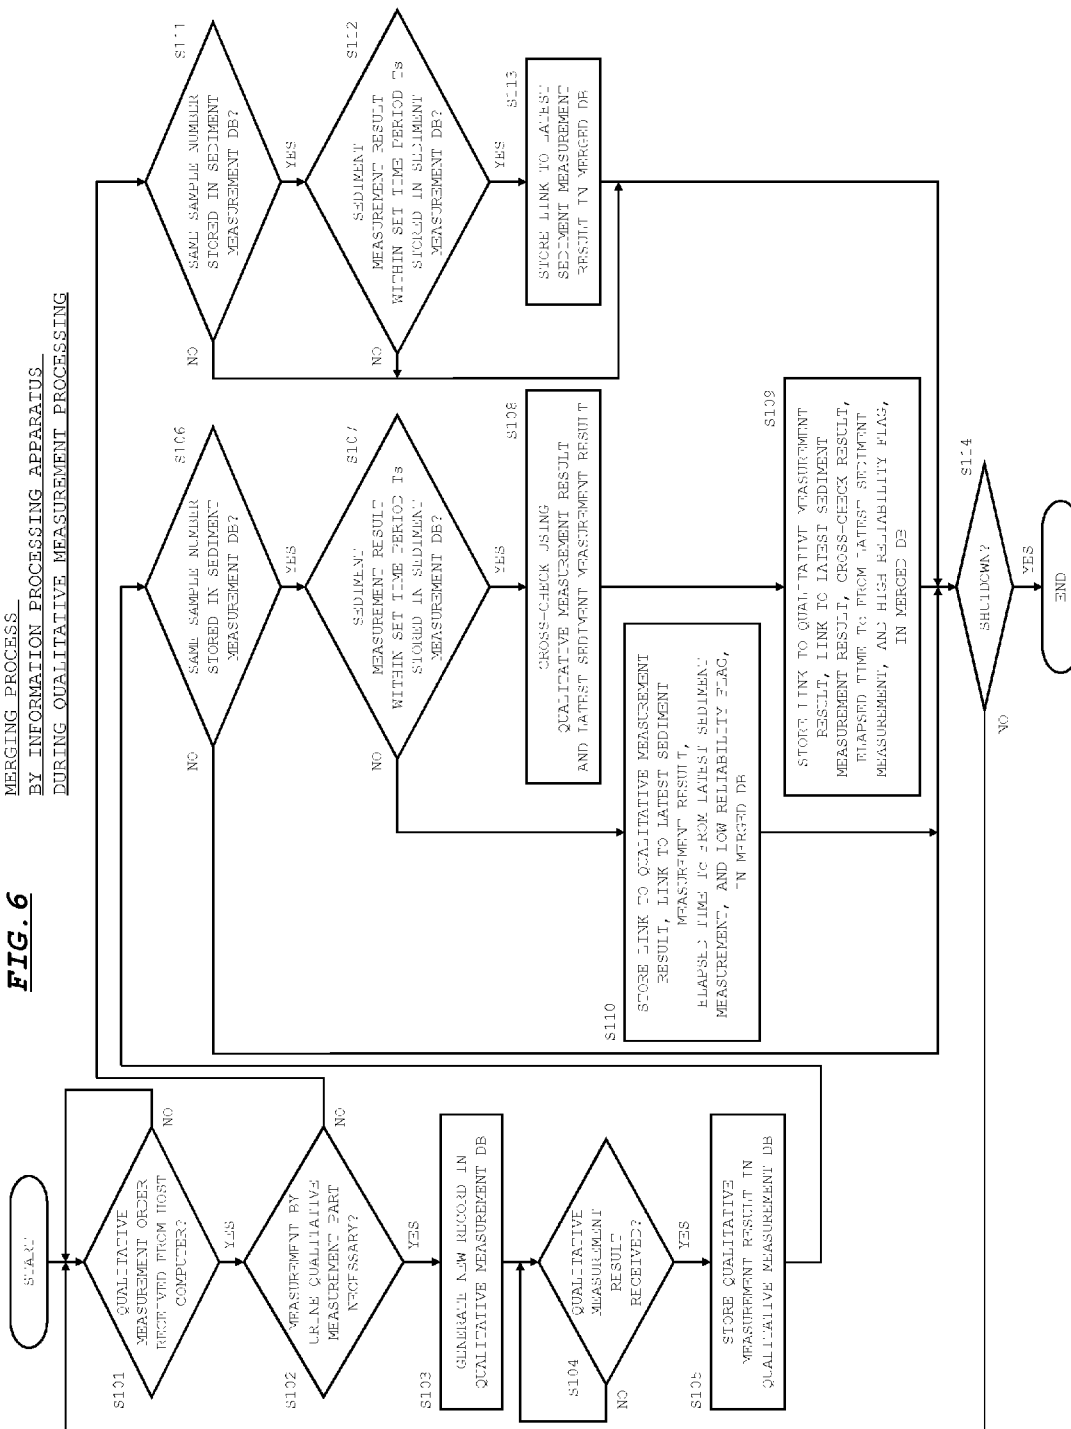 FIG.6
MERGING PROCESS
BY INFORMATION PROCESSING APPARATUS
DURING QUALITATIVE MEASUREMENT PROCESSING
START
S101
QUALITATIVE
MEASUREMENT ORDER
RECEIVED FROM HOST
COMPUTER?
NO
YES
S102
MEASUREMENT BY
URINE QUALITATIVE
MEASUREMENT PART
NECESSARY?
NO
YES
S103
GENERATE NEW RECORD IN
QUALITATIVE MEASUREMENT DB
S104
QUALITATIVE
MEASUREMENT
RESULT
RECEIVED?
NO
YES
S105
STORE QUALITATIVE
MEASUREMENT RESULT IN
QUALITATIVE MEASUREMENT DB
S106
SAME SAMPLE NUMBER
STORED IN SEDIMENT
MEASUREMENT DB?
NO
YES
S107
SEDIMENT
MEASUREMENT RESULT
WITHIN SET TIME PERIOD Ts
STORED IN SEDIMENT
MEASUREMENT DB?
NO
YES
S108
CROSS-CHECK USING
QUALITATIVE MEASUREMENT RESULT
AND LATEST SEDIMENT MEASUREMENT RESULT
S109
STORE LINK TO QUALITATIVE MEASUREMENT
RESULT, LINK TO LATEST SEDIMENT
MEASUREMENT RESULT, CROSS-CHECK RESULT,
ELAPSED TIME Tc FROM LATEST SEDIMENT
MEASUREMENT, AND HIGH RELIABILITY FLAG,
IN MERGED DB
S110
STORE LINK TO QUALITATIVE MEASUREMENT
RESULT, LINK TO LATEST SEDIMENT
MEASUREMENT RESULT,
ELAPSED TIME Tc FROM LATEST SEDIMENT
MEASUREMENT, AND LOW RELIABILITY FLAG,
IN MERGED DB
S111
SAME SAMPLE NUMBER
STORED IN SEDIMENT
MEASUREMENT DB?
NO
YES
S112
SEDIMENT
MEASUREMENT RESULT
WITHIN SET TIME PERIOD Ts
STORED IN SEDIMENT
MEASUREMENT DB?
NO
YES
S113
STORE LINK TO LATEST
SEDIMENT MEASUREMENT
RESULT IN MERGED DB
S114
SHUTDOWN?
NO
YES
END